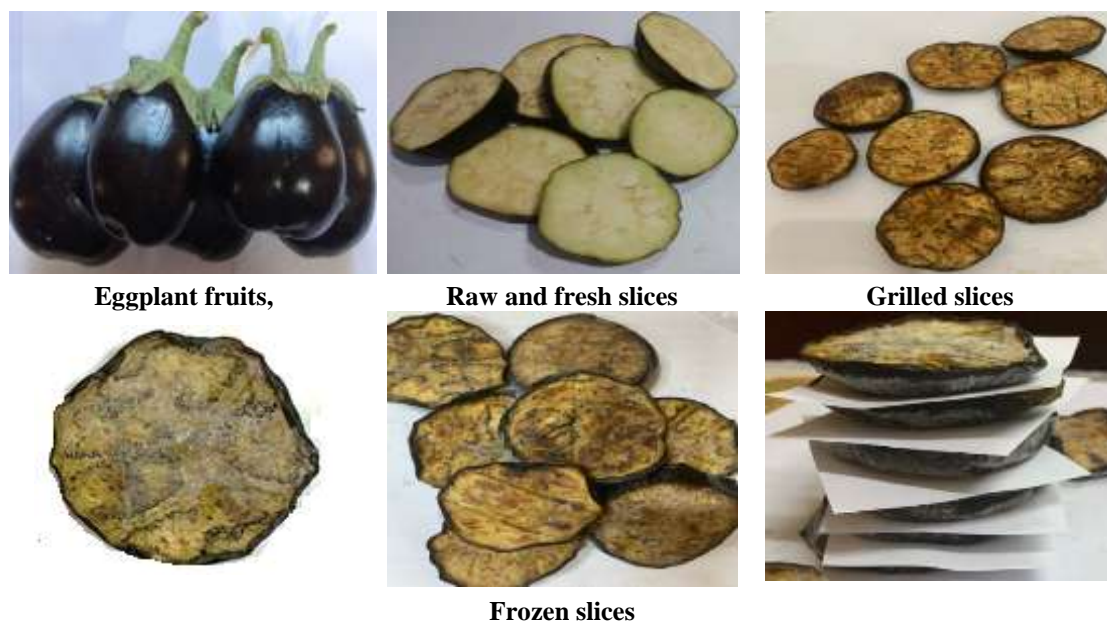 Eggplant fruits,
Raw and fresh slices
Grilled slices
Frozen slices